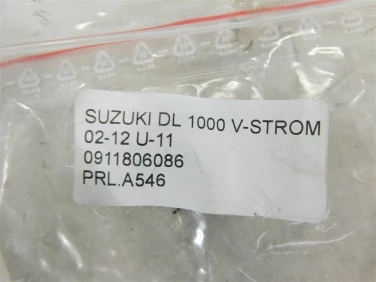 SUZUKI DL 1000 V-STROM
02-12 U-11
0911806086
PRL.A546